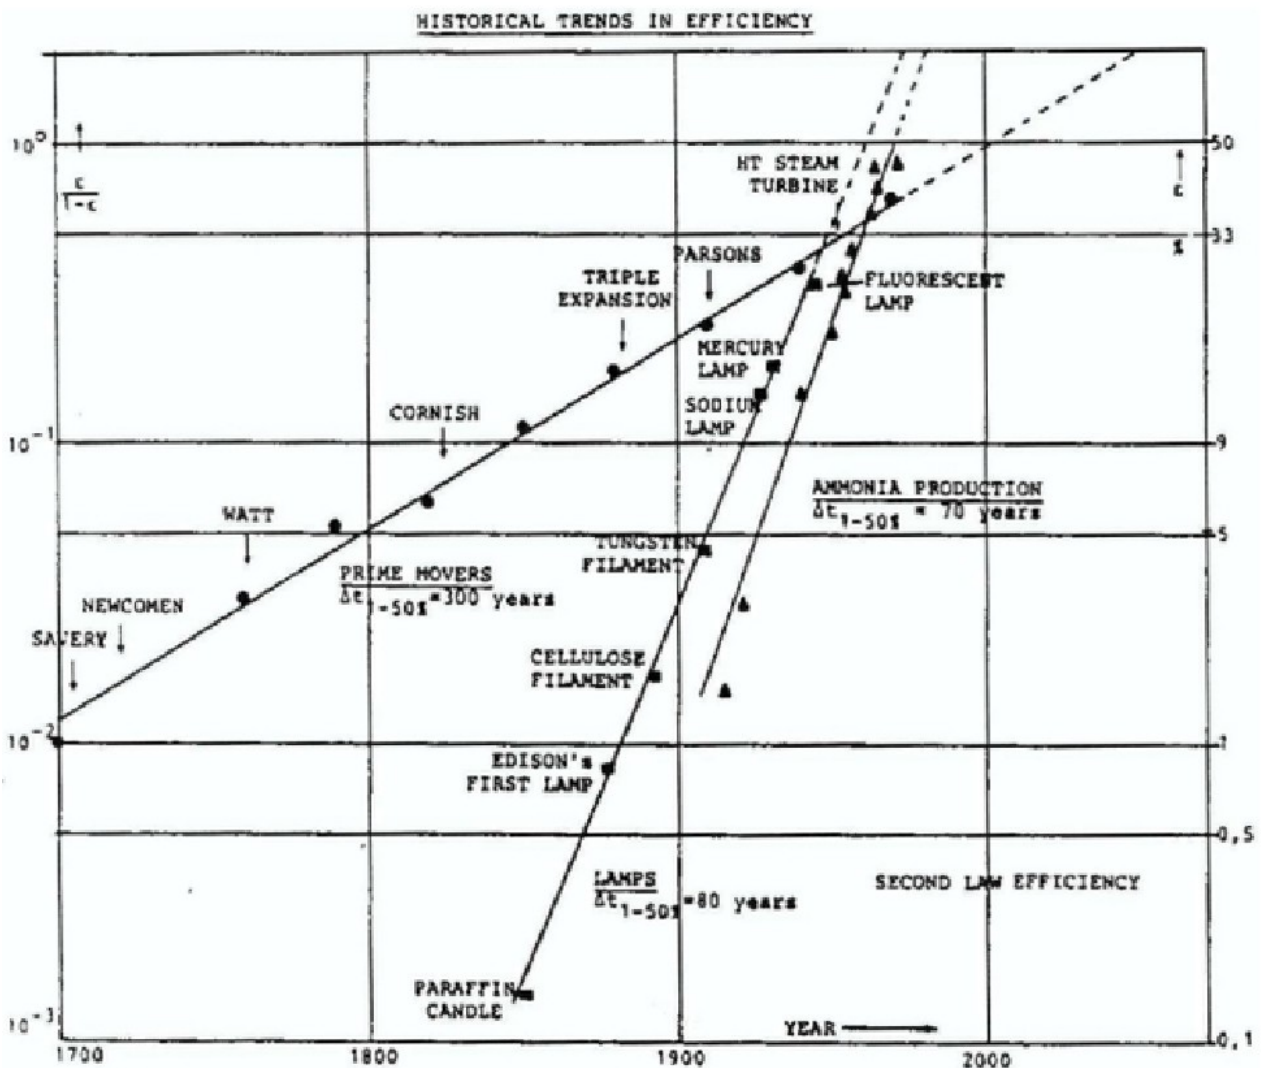 HISTORICAL TRENDS IN EFFICIENCY
10⁰
ε
1-ε
10⁻¹
10⁻²
10⁻³
50
ε
33
%
9
5
1
0,5
0,1
HT STEAM
TURBINE
PARSONS
TRIPLE
EXPANSION
FLUORESCENT
LAMP
MERCURY
LAMP
SODIUM
LAMP
CORNISH
AMMONIA PRODUCTION
Δt1-50% = 70 years
WATT
TUNGSTEN
FILAMENT
PRIME MOVERS
Δt1-50%=300 years
NEWCOMEN
SAVERY
CELLULOSE
FILAMENT
EDISON's
FIRST LAMP
LAMPS
Δt1-50%=80 years
SECOND LAW EFFICIENCY
PARAFFIN
CANDLE
YEAR
1700 1800 1900 2000